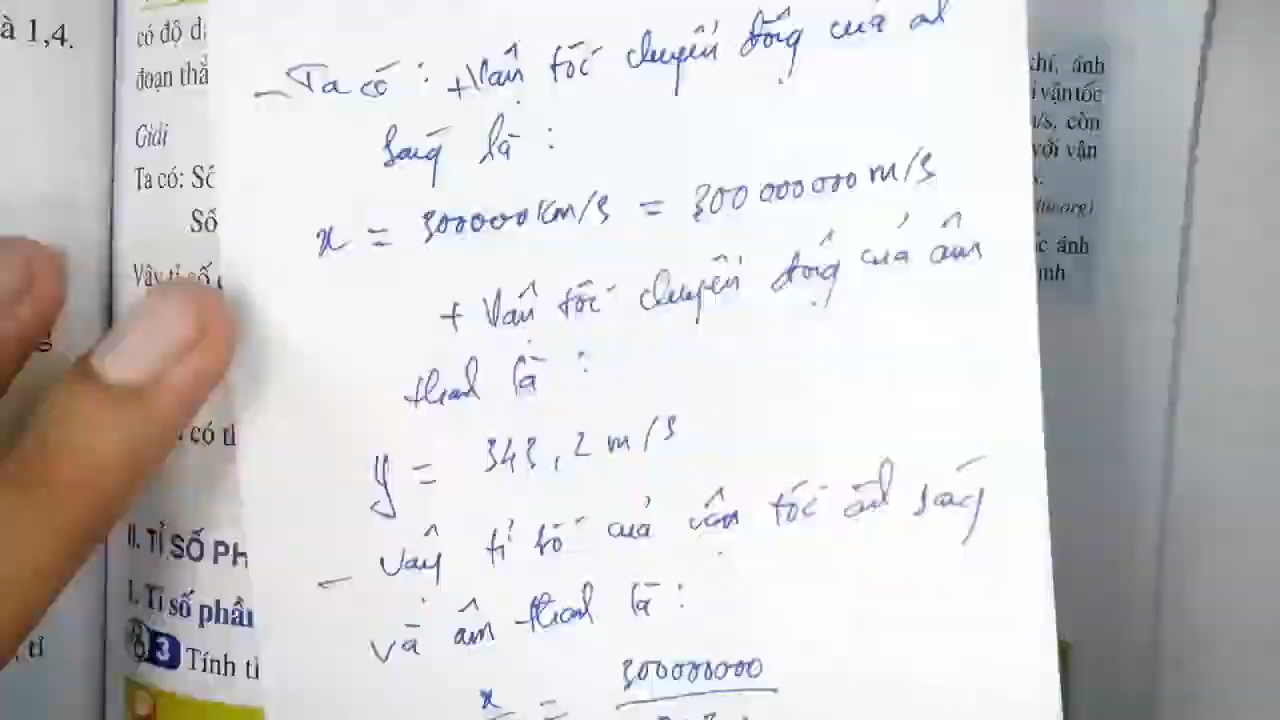 à 1,4.
có độ d
đoạn thẳ
Giải
Ta có: Số
Số
Vậy tỉ số
có th
II. TỈ SỐ PH
1. Tỉ số phần
3 Tính tỉ
, tỉ
– Ta có : + Vận tốc chuyển động của ás
sáng là :
x = 300000 km/s = 300 000 000 m/s
+ Vận tốc chuyển động của âm
thanh là :
y = 343,2 m/s
– Vậy tỉ số của vận tốc ánh sáng
và âm thanh là :
x = 300000000
chí, ánh
i vận tốc
/s, còn
với vận
c ánh